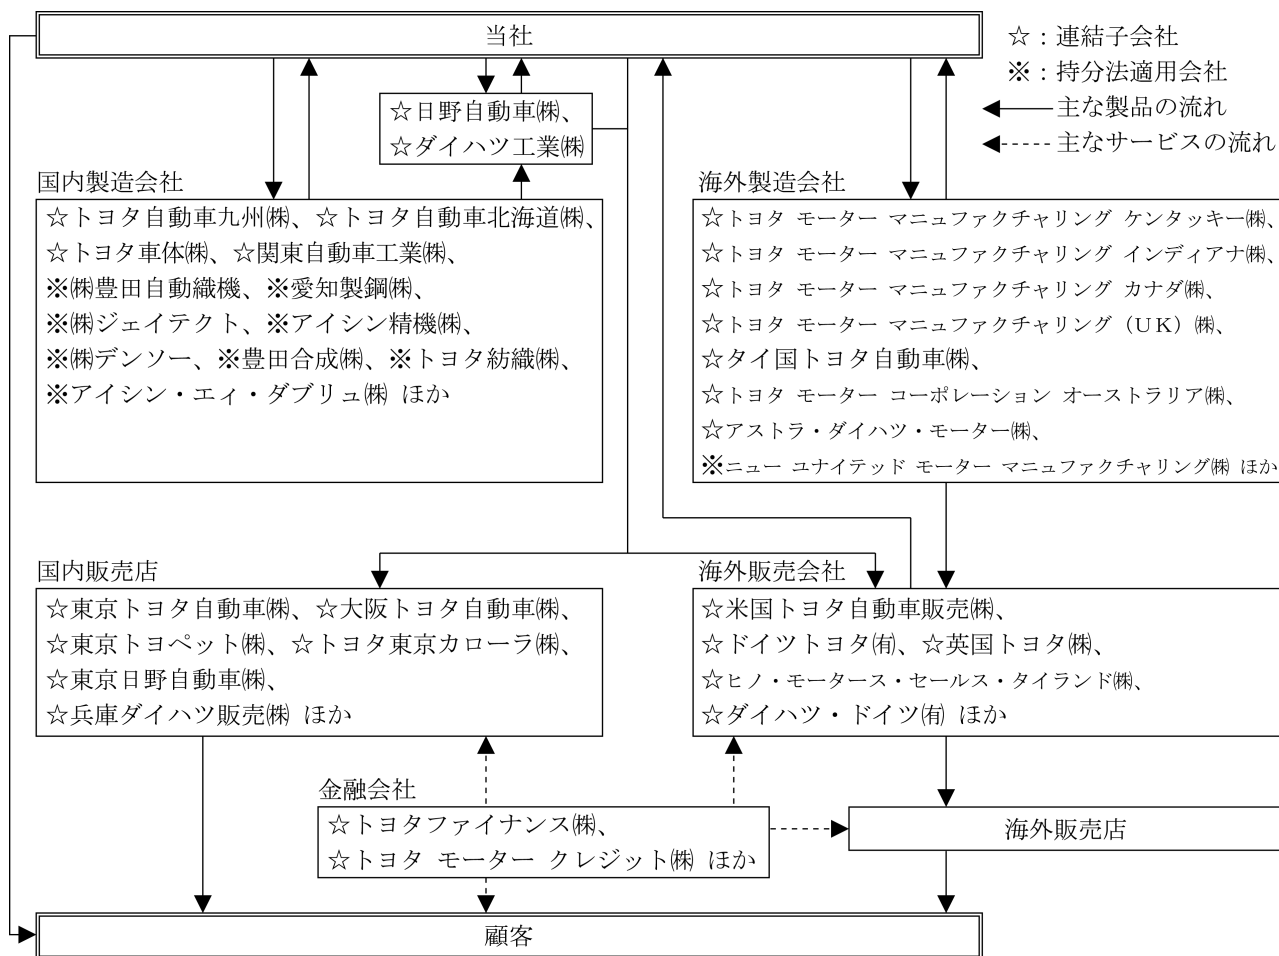 当社
☆：連結子会社
※：持分法適用会社
主な製品の流れ
主なサービスの流れ
☆日野自動車㈱、
☆ダイハツ工業㈱
国内製造会社
☆トヨタ自動車九州㈱、☆トヨタ自動車北海道㈱、
☆トヨタ車体㈱、☆関東自動車工業㈱、
※㈱豊田自動織機、※愛知製鋼㈱、
※㈱ジェイテクト、※アイシン精機㈱、
※㈱デンソー、※豊田合成㈱、※トヨタ紡織㈱、
※アイシン・エィ・ダブリュ㈱ ほか
海外製造会社
☆トヨタ モーター マニュファクチャリング ケンタッキー㈱、
☆トヨタ モーター マニュファクチャリング インディアナ㈱、
☆トヨタ モーター マニュファクチャリング カナダ㈱、
☆トヨタ モーター マニュファクチャリング（ＵＫ）㈱、
☆タイ国トヨタ自動車㈱、
☆トヨタ モーター コーポレーション オーストラリア㈱、
☆アストラ・ダイハツ・モーター㈱、
※ニュー ユナイテッド モーター マニュファクチャリング㈱ ほか
国内販売店
☆東京トヨタ自動車㈱、☆大阪トヨタ自動車㈱、
☆東京トヨペット㈱、☆トヨタ東京カローラ㈱、
☆東京日野自動車㈱、
☆兵庫ダイハツ販売㈱ ほか
海外販売会社
☆米国トヨタ自動車販売㈱、
☆ドイツトヨタ㈲、☆英国トヨタ㈱、
☆ヒノ・モータース・セールス・タイランド㈱、
☆ダイハツ・ドイツ㈲ ほか
金融会社
☆トヨタファイナンス㈱、
☆トヨタ モーター クレジット㈱ ほか
海外販売店
顧客